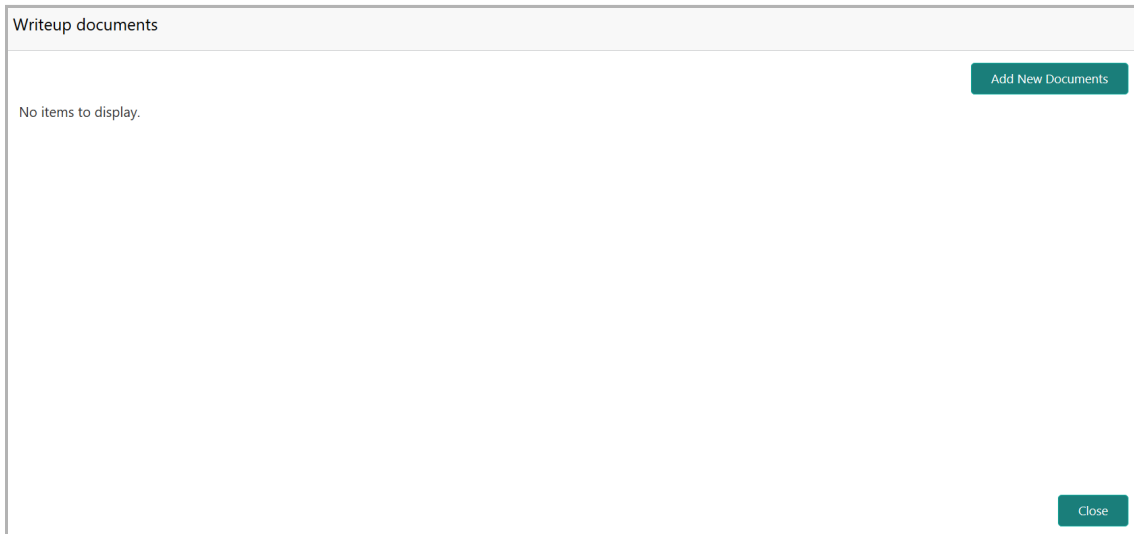 Writeup documents
Add New Documents
No items to display.
Close